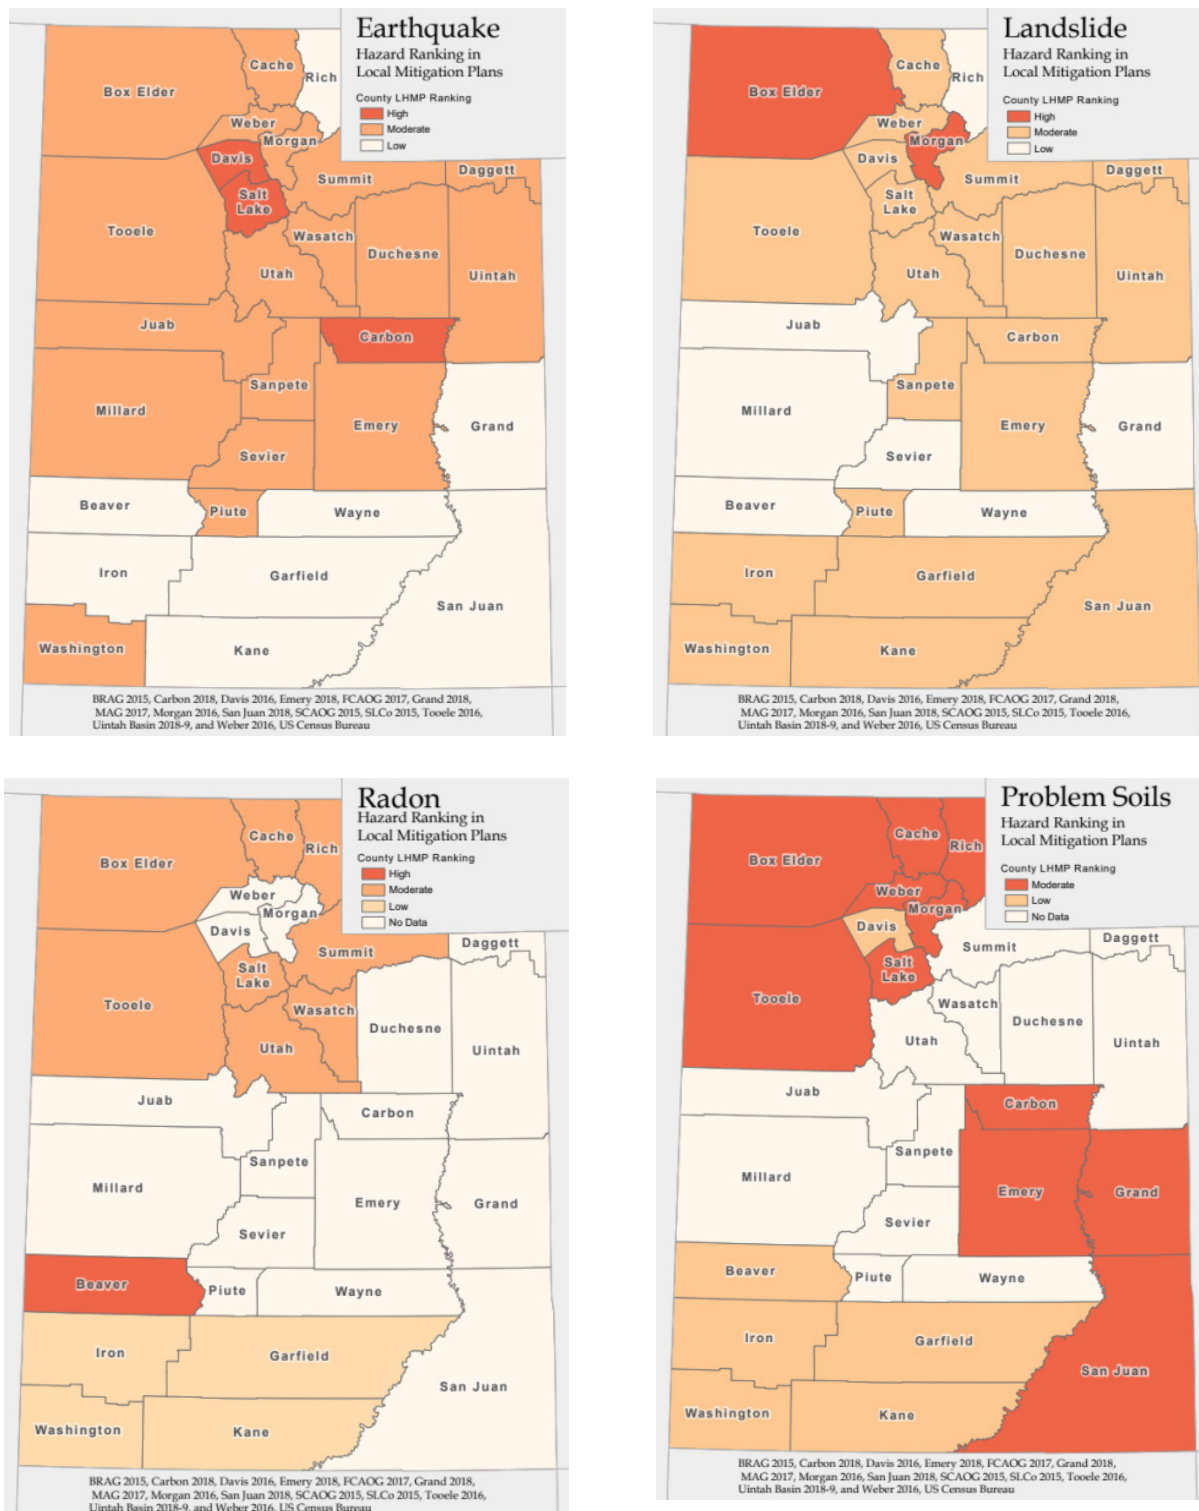 Earthquake
Hazard Ranking in
Local Mitigation Plans
County LHMP Ranking
High
Moderate
Low
Cache
Rich
Box Elder
Weber
Morgan
Davis
Summit
Daggett
Salt
Lake
Tooele
Wasatch
Duchesne
Utah
Uintah
Juab
Carbon
Sanpete
Millard
Emery
Grand
Sevier
Beaver
Piute
Wayne
Iron
Garfield
San Juan
Washington
Kane
BRAG 2015, Carbon 2018, Davis 2016, Emery 2018, FCAOG 2017, Grand 2018,
MAG 2017, Morgan 2016, San Juan 2018, SCAOG 2015, SLCo 2015, Tooele 2016,
Uintah Basin 2018-9, and Weber 2016, US Census Bureau
Landslide
Hazard Ranking in
Local Mitigation Plans
County LHMP Ranking
High
Moderate
Low
Cache
Rich
Box Elder
Weber
Morgan
Davis
Summit
Daggett
Salt
Lake
Tooele
Wasatch
Duchesne
Utah
Uintah
Juab
Carbon
Sanpete
Millard
Emery
Grand
Sevier
Beaver
Piute
Wayne
Iron
Garfield
San Juan
Washington
Kane
BRAG 2015, Carbon 2018, Davis 2016, Emery 2018, FCAOG 2017, Grand 2018,
MAG 2017, Morgan 2016, San Juan 2018, SCAOG 2015, SLCo 2015, Tooele 2016,
Uintah Basin 2018-9, and Weber 2016, US Census Bureau
Radon
Hazard Ranking in
Local Mitigation Plans
County LHMP Ranking
High
Moderate
Low
No Data
Cache
Rich
Box Elder
Weber
Morgan
Davis
Summit
Daggett
Salt
Lake
Tooele
Wasatch
Duchesne
Utah
Uintah
Juab
Carbon
Sanpete
Millard
Emery
Grand
Sevier
Beaver
Piute
Wayne
Iron
Garfield
San Juan
Washington
Kane
BRAG 2015, Carbon 2018, Davis 2016, Emery 2018, FCAOG 2017, Grand 2018,
MAG 2017, Morgan 2016, San Juan 2018, SCAOG 2015, SLCo 2015, Tooele 2016,
Uintah Basin 2018-9, and Weber 2016, US Census Bureau
Problem Soils
Hazard Ranking in
Local Mitigation Plans
County LHMP Ranking
Moderate
Low
No Data
Cache
Rich
Box Elder
Weber
Morgan
Davis
Summit
Daggett
Salt
Lake
Tooele
Wasatch
Duchesne
Utah
Uintah
Juab
Carbon
Sanpete
Millard
Emery
Grand
Sevier
Beaver
Piute
Wayne
Iron
Garfield
San Juan
Washington
Kane
BRAG 2015, Carbon 2018, Davis 2016, Emery 2018, FCAOG 2017, Grand 2018,
MAG 2017, Morgan 2016, San Juan 2018, SCAOG 2015, SLCo 2015, Tooele 2016,
Uintah Basin 2018-9, and Weber 2016, US Census Bureau